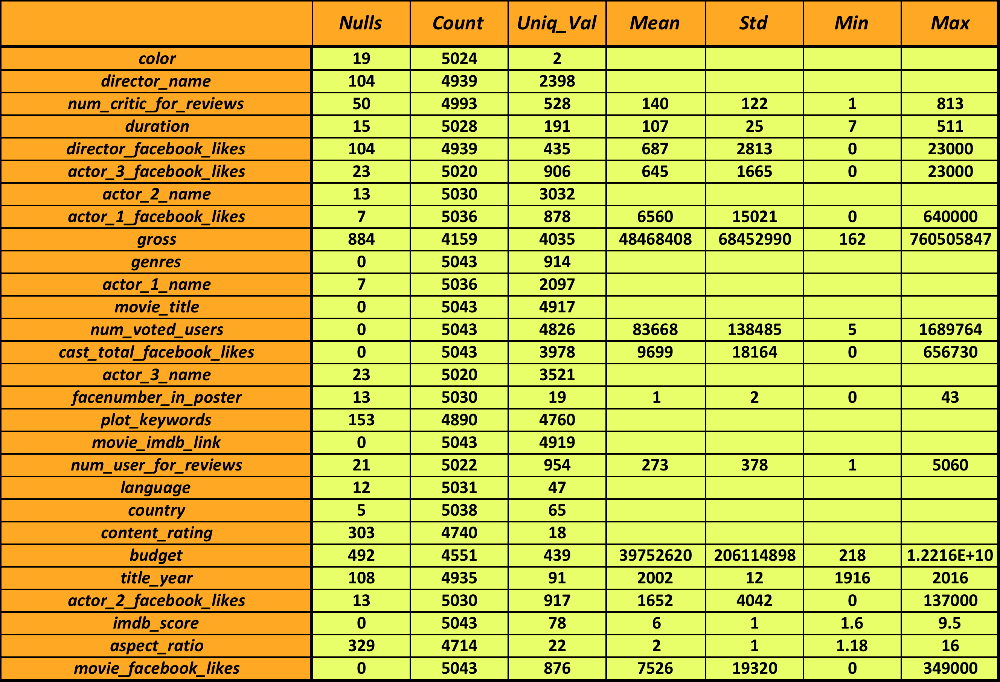 Nulls Count Uniq_Val Mean Std Min Max
color 19 5024 2
director_name 104 4939 2398
num_critic_for_reviews 50 4993 528 140 122 1 813
duration 15 5028 191 107 25 7 511
director_facebook_likes 104 4939 435 687 2813 0 23000
actor_3_facebook_likes 23 5020 906 645 1665 0 23000
actor_2_name 13 5030 3032
actor_1_facebook_likes 7 5036 878 6560 15021 0 640000
gross 884 4159 4035 48468408 68452990 162 760505847
genres 0 5043 914
actor_1_name 7 5036 2097
movie_title 0 5043 4917
num_voted_users 0 5043 4826 83668 138485 5 1689764
cast_total_facebook_likes 0 5043 3978 9699 18164 0 656730
actor_3_name 23 5020 3521
facenumber_in_poster 13 5030 19 1 2 0 43
plot_keywords 153 4890 4760
movie_imdb_link 0 5043 4919
num_user_for_reviews 21 5022 954 273 378 1 5060
language 12 5031 47
country 5 5038 65
content_rating 303 4740 18
budget 492 4551 439 39752620 206114898 218 1.2216E+10
title_year 108 4935 91 2002 12 1916 2016
actor_2_facebook_likes 13 5030 917 1652 4042 0 137000
imdb_score 0 5043 78 6 1 1.6 9.5
aspect_ratio 329 4714 22 2 1 1.18 16
movie_facebook_likes 0 5043 876 7526 19320 0 349000